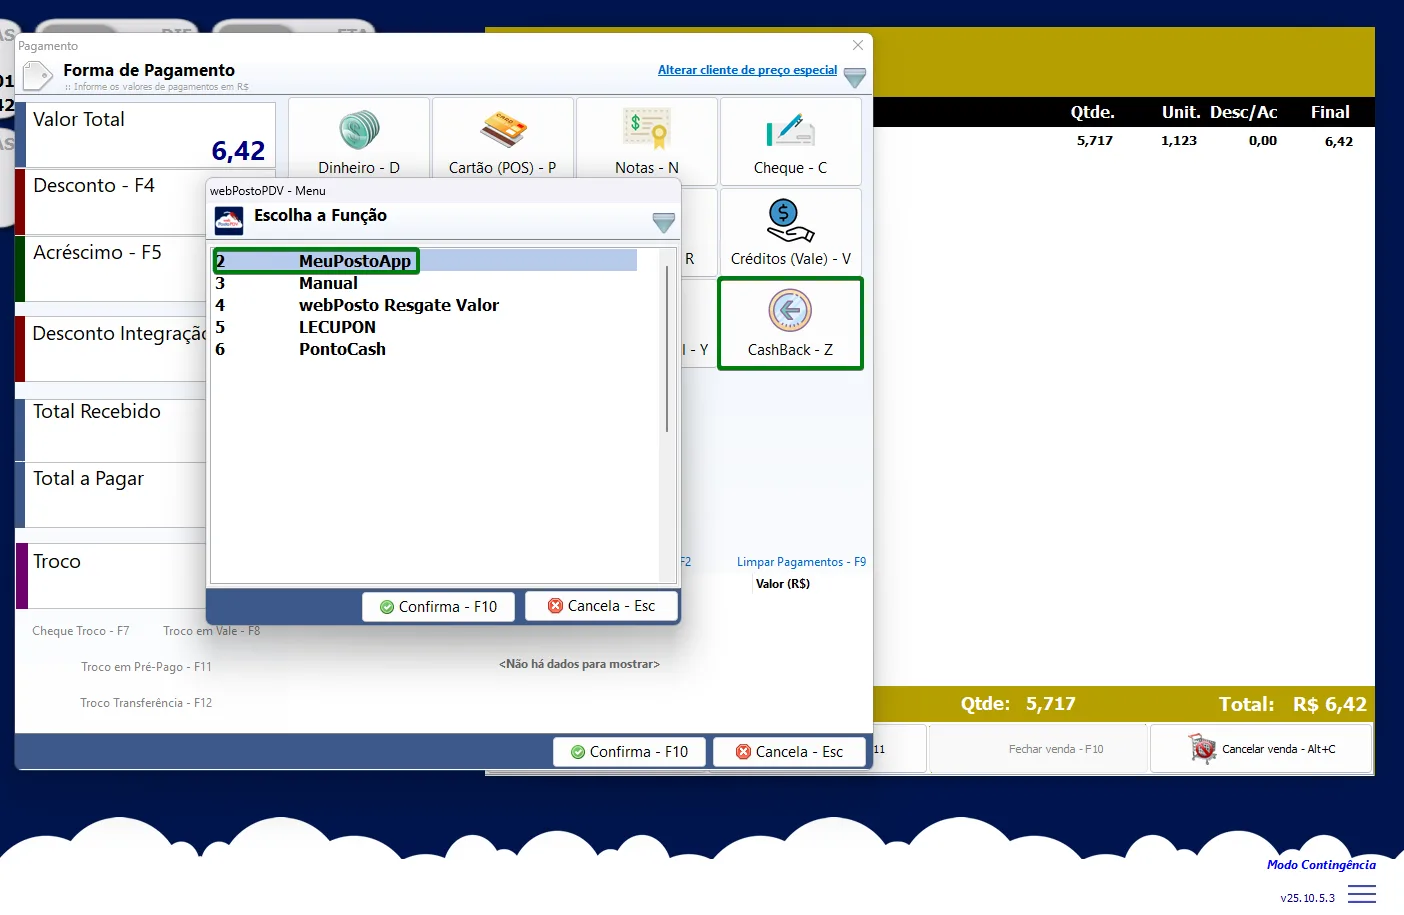 Pagamento
Forma de Pagamento
:: Informe os valores de pagamentos em R$
Alterar cliente de preço especial
Valor Total
6,42
Desconto - F4
Acréscimo - F5
Desconto Integração
Total Recebido
Total a Pagar
Troco
Cheque Troco - F7
Troco em Vale - F8
Troco em Pré-Pago - F11
Troco Transferência - F12
Dinheiro - D
Cartão (POS) - P
Notas - N
Cheque - C
R
Créditos (Vale) - V
I - Y
CashBack - Z
webPostoPDV - Menu
Escolha a Função
2 MeuPostoApp
3 Manual
4 webPosto Resgate Valor
5 LECUPON
6 PontoCash
Confirma - F10
Cancela - Esc
F2
Limpar Pagamentos - F9
Valor (R$)
<Não há dados para mostrar>
Confirma - F10
Cancela - Esc
Qtde. Unit. Desc/Ac Final
5,717 1,123 0,00 6,42
Qtde: 5,717 Total: R$ 6,42
11
Fechar venda - F10
Cancelar venda - Alt+C
Modo Contingência
v25.10.5.3